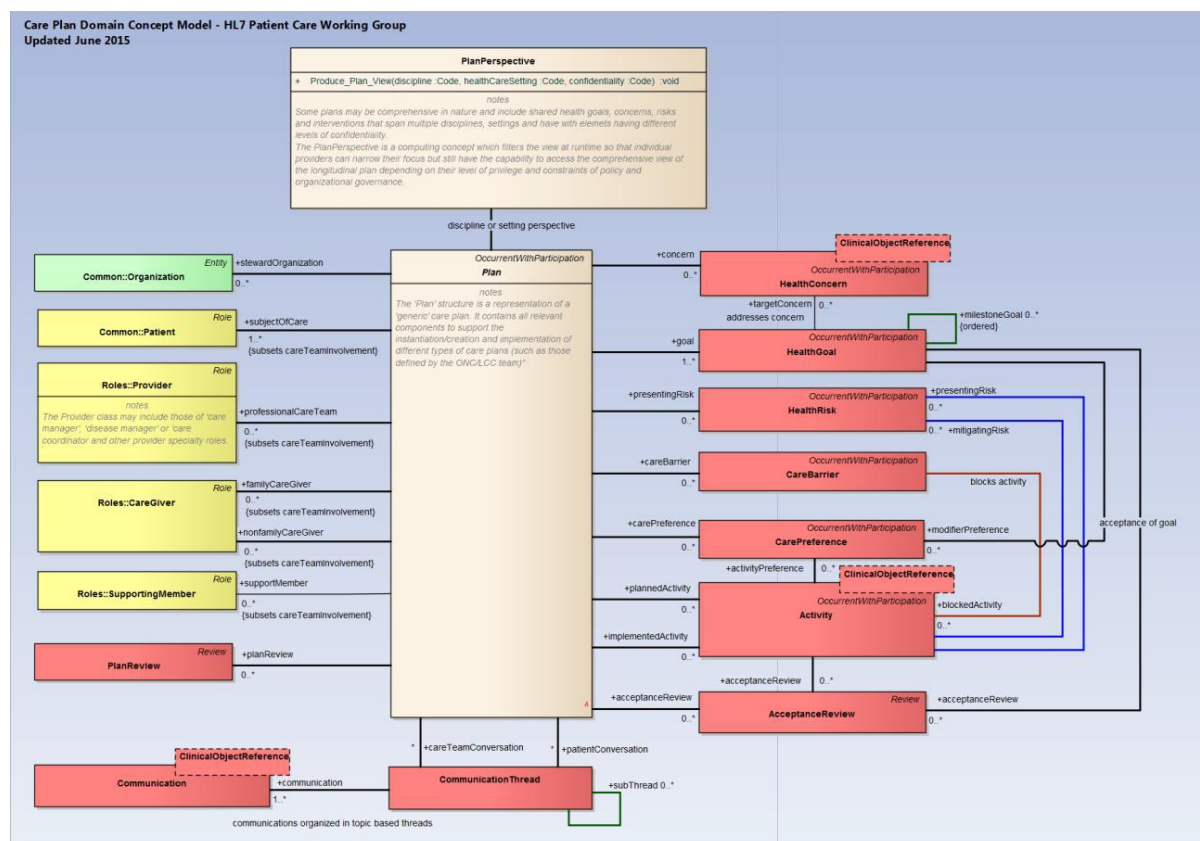 Care Plan Domain Concept Model - HL7 Patient Care Working Group
Updated June 2015
PlanPerspective
+ Produce_Plan_View(discipline :Code, healthCareSetting :Code, confidentiality :Code) :void
notes
Some plans may be comprehensive in nature and include shared health goals, concerns, risks
and interventions that span multiple disciplines, settings and have with elemets having different
levels of confidentiality.
The PlanPerspective is a computing concept which filters the view at runtime so that individual
providers can narrow their focus but still have the capability to access the comprehensive view of
the longitudinal plan depending on their level of privilege and constraints of policy and
organizational governance.
discipline or setting perspective
Entity
Common::Organization
+stewardOrganization
0..*
Role
Common::Patient
+subjectOfCare
1..*
{subsets careTeamInvolvement}
Role
Roles::Provider
notes
The Provider class may include those of 'care
manager', 'disease manager' or 'care
coordinator and other provider specialty roles.
+professionalCareTeam
0..*
{subsets careTeamInvolvement}
Role
Roles::CareGiver
+familyCareGiver
0..*
{subsets careTeamInvolvement}
+nonfamilyCareGiver
0..*
{subsets careTeamInvolvement}
Role
Roles::SupportingMember
+supportMember
0..*
{subsets careTeamInvolvement}
Review
PlanReview
+planReview
0..*
OccurrentWithParticipation
Plan
notes
The 'Plan' structure is a representation of a
'generic' care plan. It contains all relevant
components to support the
instantiation/creation and implementation of
different types of care plans (such as those
defined by the ONC/LCC team)"
A
+concern
0..*
ClinicalObjectReference
OccurrentWithParticipation
HealthConcern
+targetConcern 0..*
addresses concern
+goal
1..*
OccurrentWithParticipation
HealthGoal
+milestoneGoal 0..*
{ordered}
+presentingRisk
0..*
OccurrentWithParticipation
HealthRisk
+presentingRisk
0..*
0..* +mitigatingRisk
+careBarrier
0..*
OccurrentWithParticipation
CareBarrier
blocks activity
acceptance of goal
+carePreference
0..*
OccurrentWithParticipation
CarePreference
+modifierPreference
0..*
+activityPreference 0..*
ClinicalObjectReference
+plannedActivity
0..*
OccurrentWithParticipation
Activity
+blockedActivity
0..*
+implementedActivity
0..*
+acceptanceReview 0..*
+acceptanceReview
0..*
Review
AcceptanceReview
+acceptanceReview
0..*
* +careTeamConversation
* +patientConversation
ClinicalObjectReference
Communication
+communication
1..*
CommunicationThread
+subThread 0..*
communications organized in topic based threads